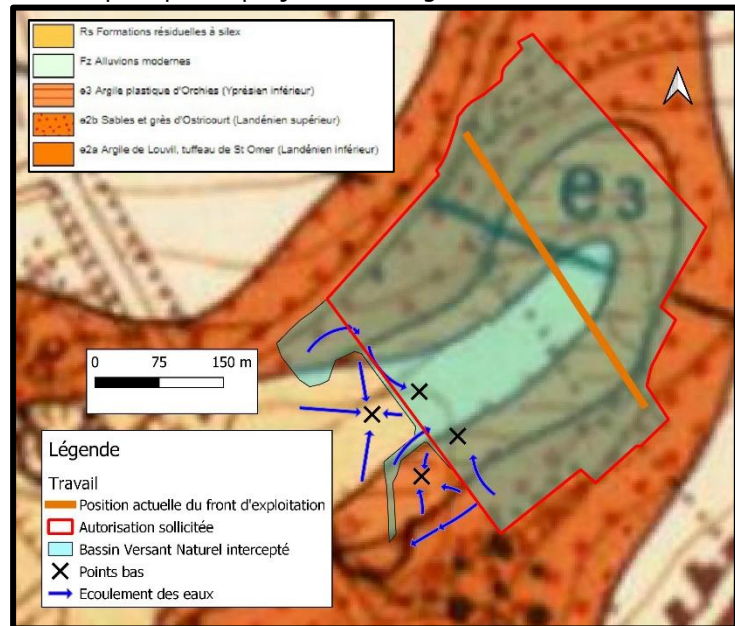 Rs Formations résiduelles à silex
Fz Alluvions modernes
e3 Argile plastique d'Orchies (Yprésien inférieur)
e2b Sables et grès d'Ostricourt (Landénien supérieur)
e2a Argile de Louvil, tuffeau de St Omer (Landénien inférieur)
e3
0 75 150 m
Légende
Travail
Position actuelle du front d'exploitation
Autorisation sollicitée
Bassin Versant Naturel intercepté
Points bas
Ecoulement des eaux